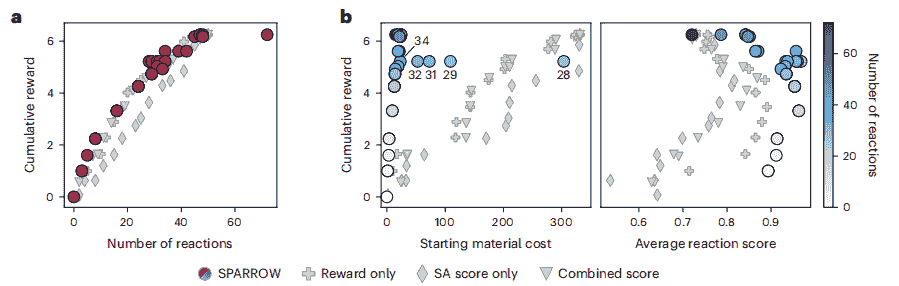 a
Cumulative reward
6
4
2
0
0
20
40
60
Number of reactions
b
Cumulative reward
6
4
2
0
34
32
31
29
28
0
100
200
300
Starting material cost
0.6
0.7
0.8
0.9
Average reaction score
60
40
20
0
Number of reactions
SPARROW
Reward only
SA score only
Combined score